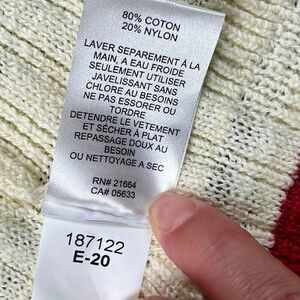 80% COTON
20% NYLON
LAVER SEPAREMENT À LA
MAIN, A EAU FROIDE
SEULEMENT UTILISER
JAVELISSANT SANS
CHLORE AU BESOINS
NE PAS ESSORER OU
TORDRE
DETENDRE LE VETEMENT
ET SÉCHER À PLAT
REPASSAGE DOUX AU
BESOIN
OU NETTOYAGE A SEC
RN# 21664
CA# 05633
187122
E-20